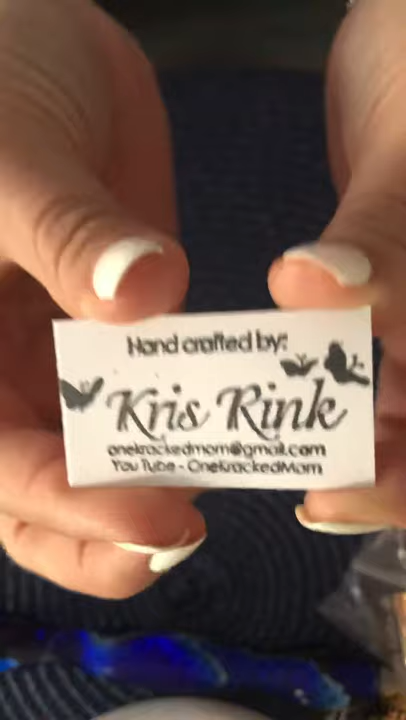 Hand crafted by:
Kris Rink
onekrackedmom@gmail.com
You Tube - OneKrackedMom